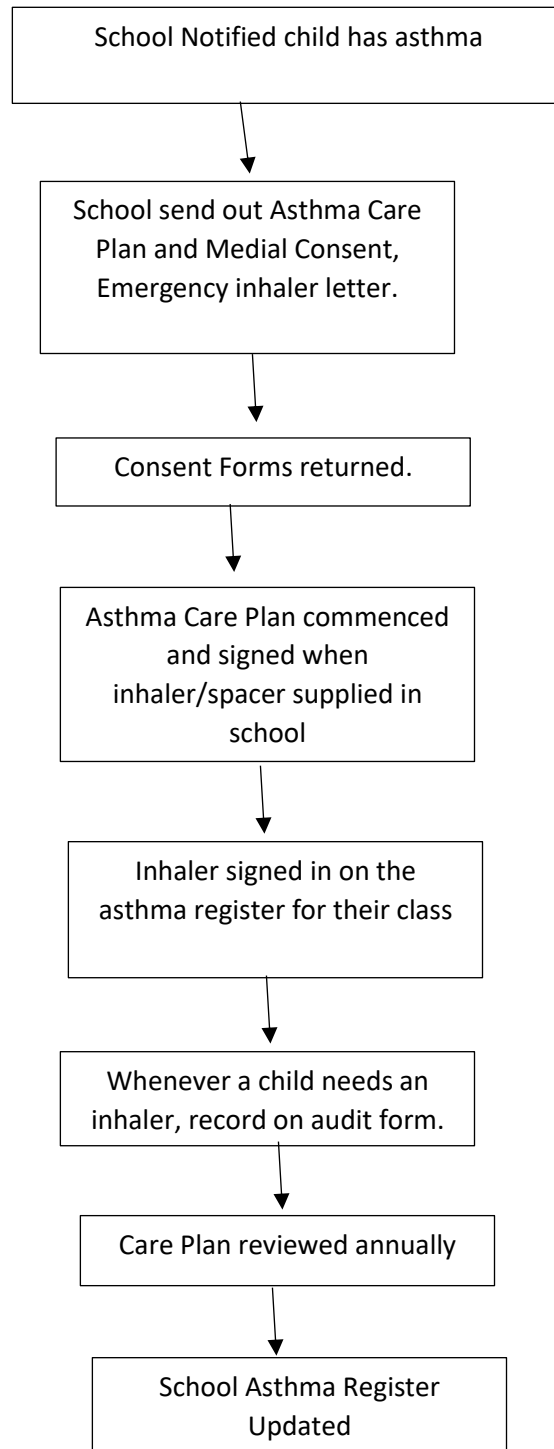 School Notified child has asthma
School send out Asthma Care
Plan and Medial Consent,
Emergency inhaler letter.
Consent Forms returned.
Asthma Care Plan commenced
and signed when
inhaler/spacer supplied in
school
Inhaler signed in on the
asthma register for their class
Whenever a child needs an
inhaler, record on audit form.
Care Plan reviewed annually
School Asthma Register
Updated